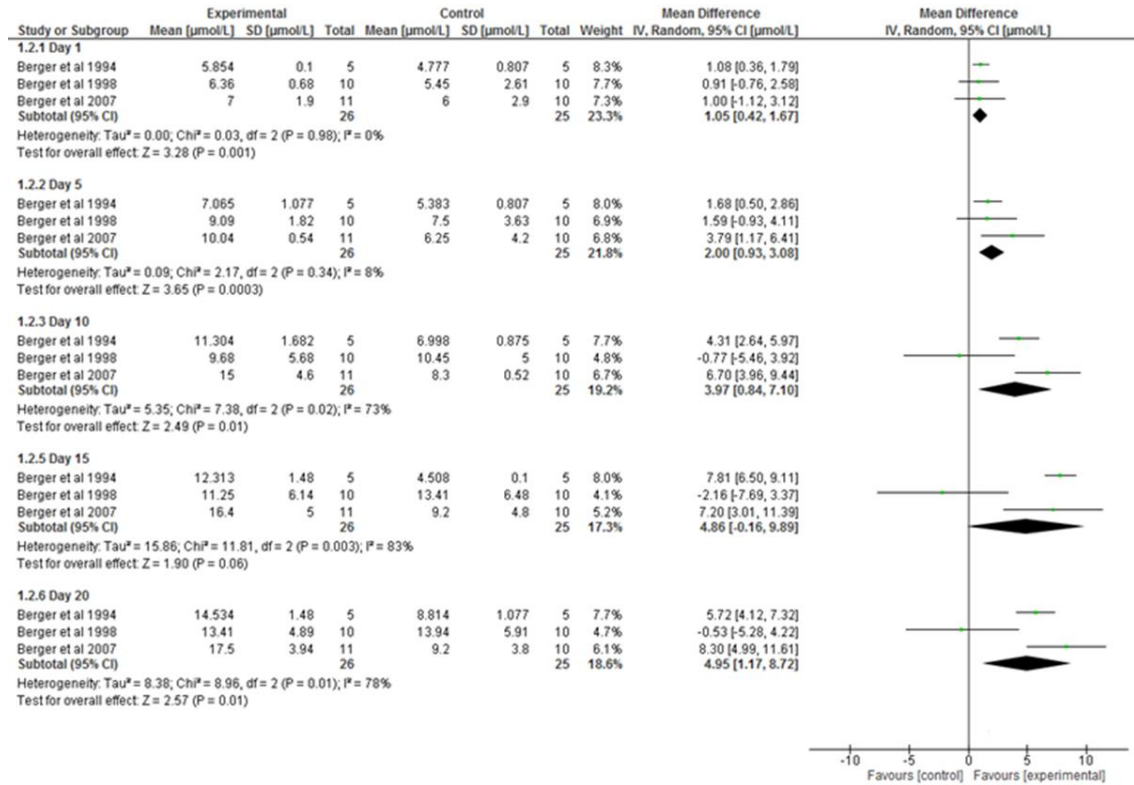 Experimental Control Mean Difference Mean Difference
Study or Subgroup Mean [µmol/L] SD [µmol/L] Total Mean [µmol/L] SD [µmol/L] Total Weight IV, Random, 95% CI [µmol/L] IV, Random, 95% CI [µmol/L]
1.2.1 Day 1
Berger et al 1994 5.854 0.1 5 4.777 0.807 5 8.3% 1.08 [0.36, 1.79]
Berger et al 1998 6.36 0.68 10 5.45 2.61 10 7.7% 0.91 [-0.76, 2.58]
Berger et al 2007 7 1.9 11 6 2.9 10 7.3% 1.00 [-1.12, 3.12]
Subtotal (95% CI) 26 25 23.3% 1.05 [0.42, 1.67]
Heterogeneity: Tau² = 0.00; Chi² = 0.03, df = 2 (P = 0.98); I² = 0%
Test for overall effect: Z = 3.28 (P = 0.001)
1.2.2 Day 5
Berger et al 1994 7.065 1.077 5 5.383 0.807 5 8.0% 1.68 [0.50, 2.86]
Berger et al 1998 9.09 1.82 10 7.5 3.63 10 6.9% 1.59 [-0.93, 4.11]
Berger et al 2007 10.04 0.54 11 6.25 4.2 10 6.8% 3.79 [1.17, 6.41]
Subtotal (95% CI) 26 25 21.8% 2.00 [0.93, 3.08]
Heterogeneity: Tau² = 0.09; Chi² = 2.17, df = 2 (P = 0.34); I² = 8%
Test for overall effect: Z = 3.65 (P = 0.0003)
1.2.3 Day 10
Berger et al 1994 11.304 1.682 5 6.998 0.875 5 7.7% 4.31 [2.64, 5.97]
Berger et al 1998 9.68 5.68 10 10.45 5 10 4.8% -0.77 [-5.46, 3.92]
Berger et al 2007 15 4.6 11 8.3 0.52 10 6.7% 6.70 [3.96, 9.44]
Subtotal (95% CI) 26 25 19.2% 3.97 [0.84, 7.10]
Heterogeneity: Tau² = 5.35; Chi² = 7.38, df = 2 (P = 0.02); I² = 73%
Test for overall effect: Z = 2.49 (P = 0.01)
1.2.5 Day 15
Berger et al 1994 12.313 1.48 5 4.508 0.1 5 8.0% 7.81 [6.50, 9.11]
Berger et al 1998 11.25 6.14 10 13.41 6.48 10 4.1% -2.16 [-7.69, 3.37]
Berger et al 2007 16.4 5 11 9.2 4.8 10 5.2% 7.20 [3.01, 11.39]
Subtotal (95% CI) 26 25 17.3% 4.86 [-0.16, 9.89]
Heterogeneity: Tau² = 15.86; Chi² = 11.81, df = 2 (P = 0.003); I² = 83%
Test for overall effect: Z = 1.90 (P = 0.06)
1.2.6 Day 20
Berger et al 1994 14.534 1.48 5 8.814 1.077 5 7.7% 5.72 [4.12, 7.32]
Berger et al 1998 13.41 4.89 10 13.94 5.91 10 4.7% -0.53 [-5.28, 4.22]
Berger et al 2007 17.5 3.94 11 9.2 3.8 10 6.1% 8.30 [4.99, 11.61]
Subtotal (95% CI) 26 25 18.6% 4.95 [1.17, 8.72]
Heterogeneity: Tau² = 8.38; Chi² = 8.96, df = 2 (P = 0.01); I² = 78%
Test for overall effect: Z = 2.57 (P = 0.01)
-10 -5 0 5 10
Favours [control] Favours [experimental]